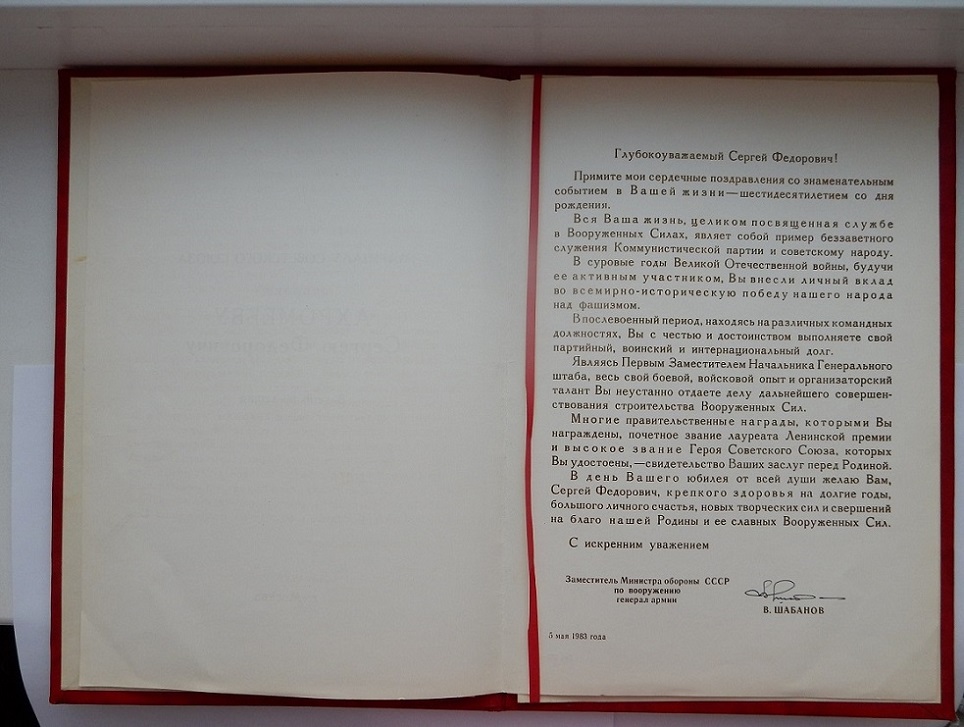 Глубокоуважаемый Сергей Федорович!
Примите мои сердечные поздравления со знаменательным
событием в Вашей жизни—шестидесятилетием со дня
рождения.
Вся Ваша жизнь, целиком посвященная службе
в Вооруженных Силах, являет собой пример беззаветного
служения Коммунистической партии и советскому народу.
В суровые годы Великой Отечественной войны, будучи
ее активным участником, Вы внесли личный вклад
во всемирно-историческую победу нашего народа
над фашизмом.
В послевоенный период, находясь на различных командных
должностях, Вы с честью и достоинством выполняете свой
партийный, воинский и интернациональный долг.
Являясь Первым Заместителем Начальника Генерального
штаба, весь свой боевой, войсковой опыт и организаторский
талант Вы неустанно отдаете делу дальнейшего совершен-
ствования строительства Вооруженных Сил.
Многие правительственные награды, которыми Вы
награждены, почетное звание лауреата Ленинской премии
и высокое звание Героя Советского Союза, которых
Вы удостоены,—свидетельство Ваших заслуг перед Родиной.
В день Вашего юбилея от всей души желаю Вам,
Сергей Федорович, крепкого здоровья на долгие годы,
большого личного счастья, новых творческих сил и свершений
на благо нашей Родины и ее славных Вооруженных Сил.
С искренним уважением
Заместитель Министра обороны СССР
по вооружению
генерал армии
В. ШАБАНОВ
5 мая 1983 года